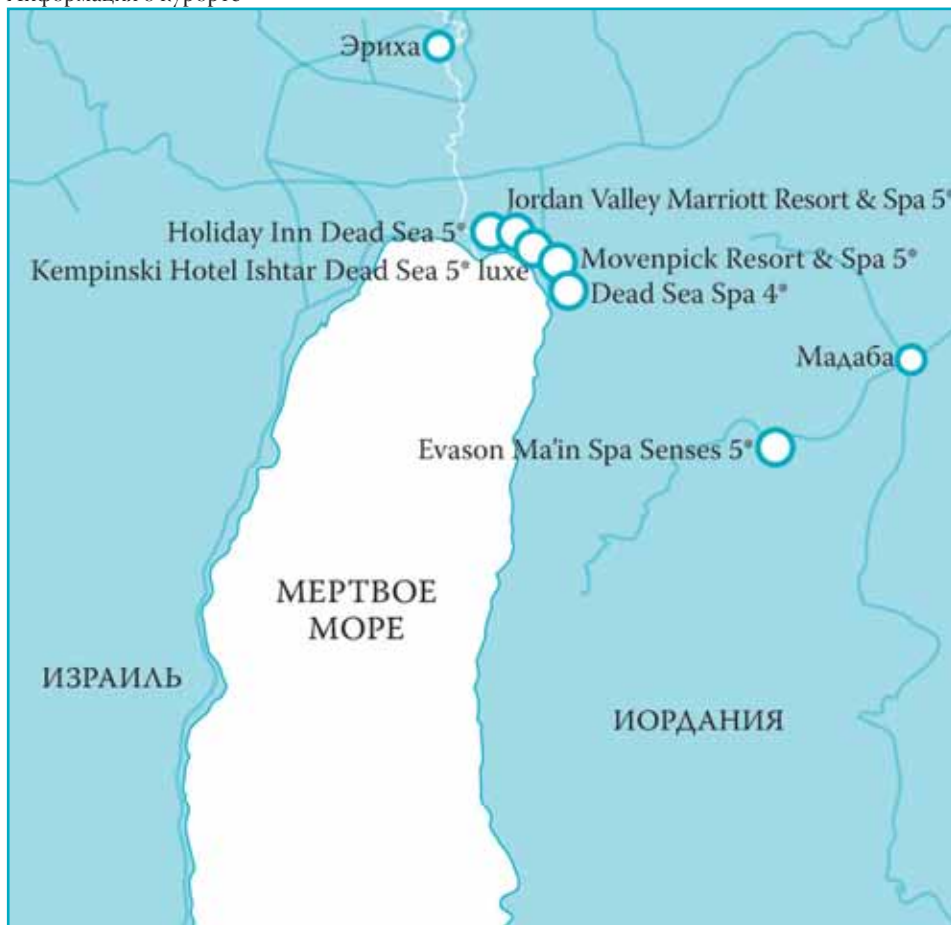 Информация о курорте
Эриха
Jordan Valley Marriott Resort & Spa 5*
Holiday Inn Dead Sea 5*
Kempinski Hotel Ishtar Dead Sea 5* luxe
Movenpick Resort & Spa 5*
Dead Sea Spa 4*
Мадаба
Evason Ma'in Spa Senses 5*
МЕРТВОЕ
МОРЕ
ИЗРАИЛЬ
ИОРДАНИЯ